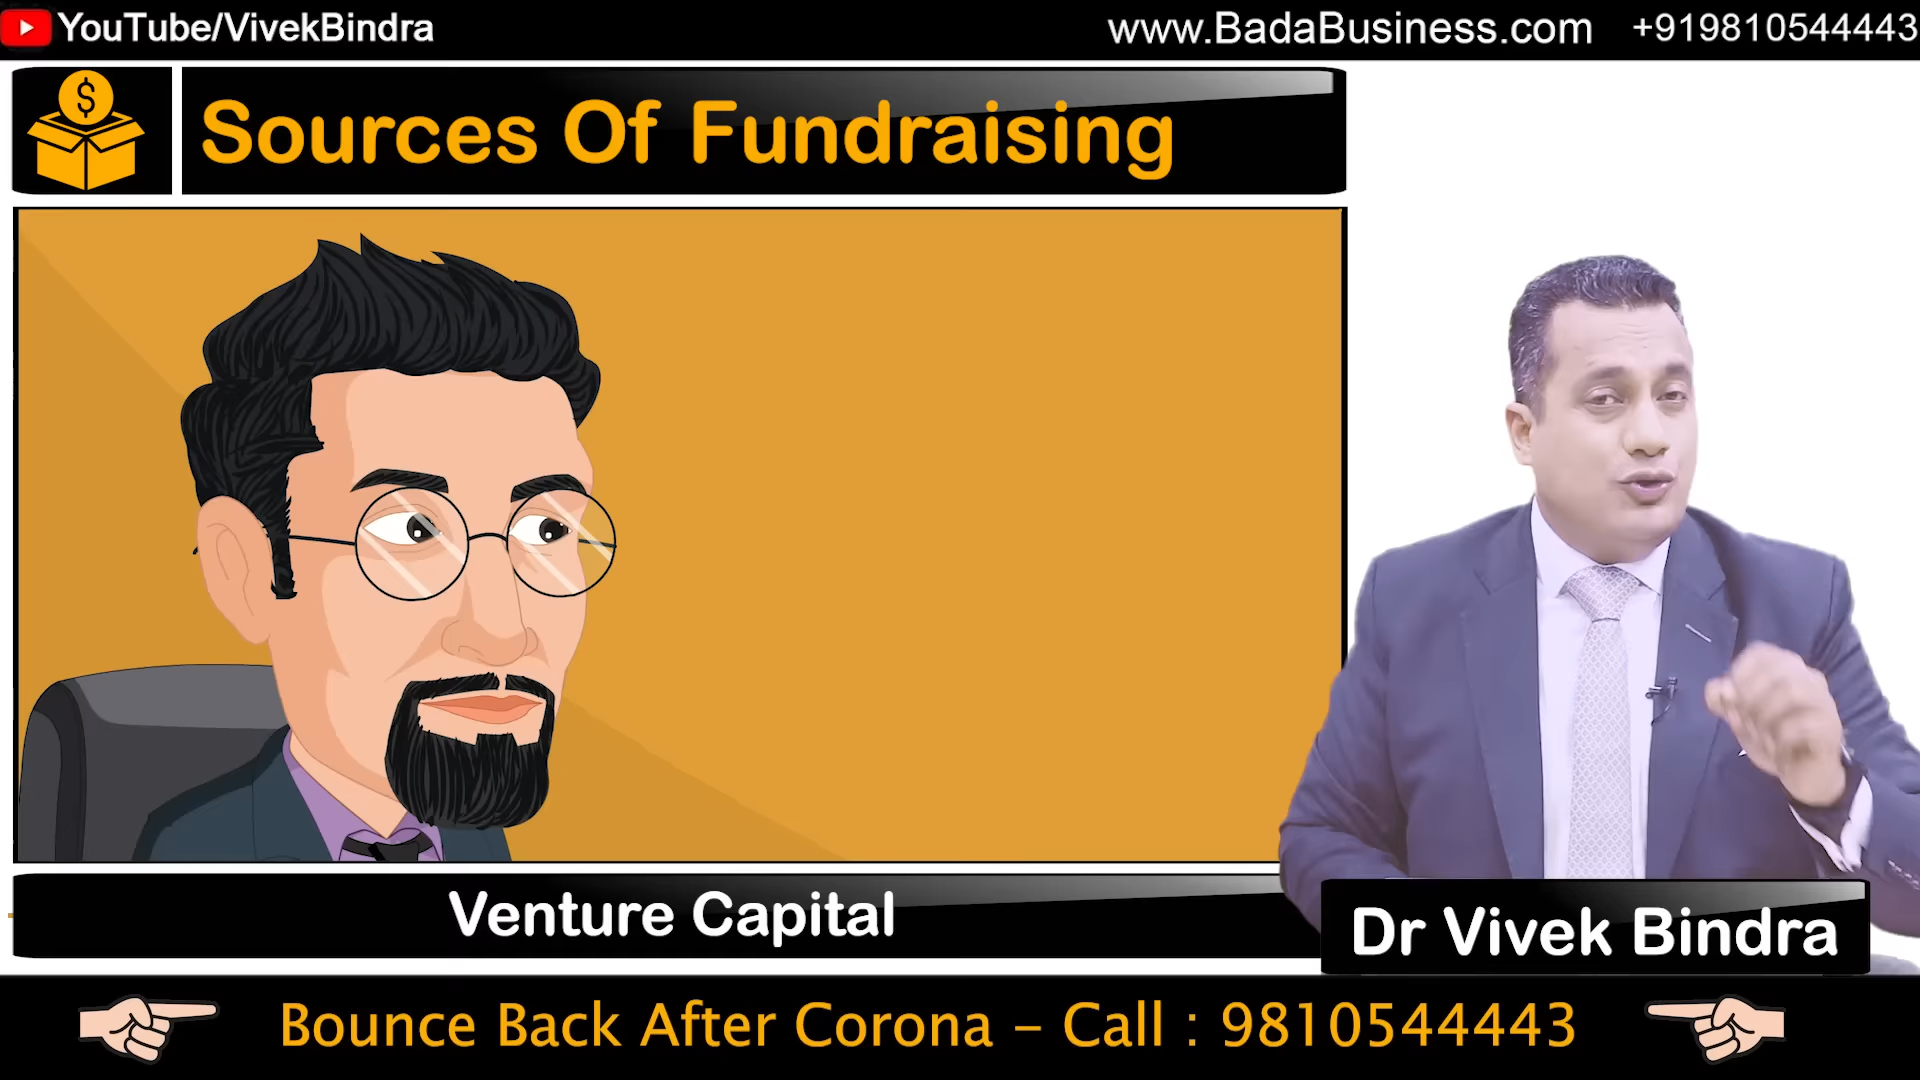 YouTube/VivekBindra
www.BadaBusiness.com +919810544443
$
Sources Of Fundraising
Venture Capital
Dr Vivek Bindra
Bounce Back After Corona – Call : 9810544443